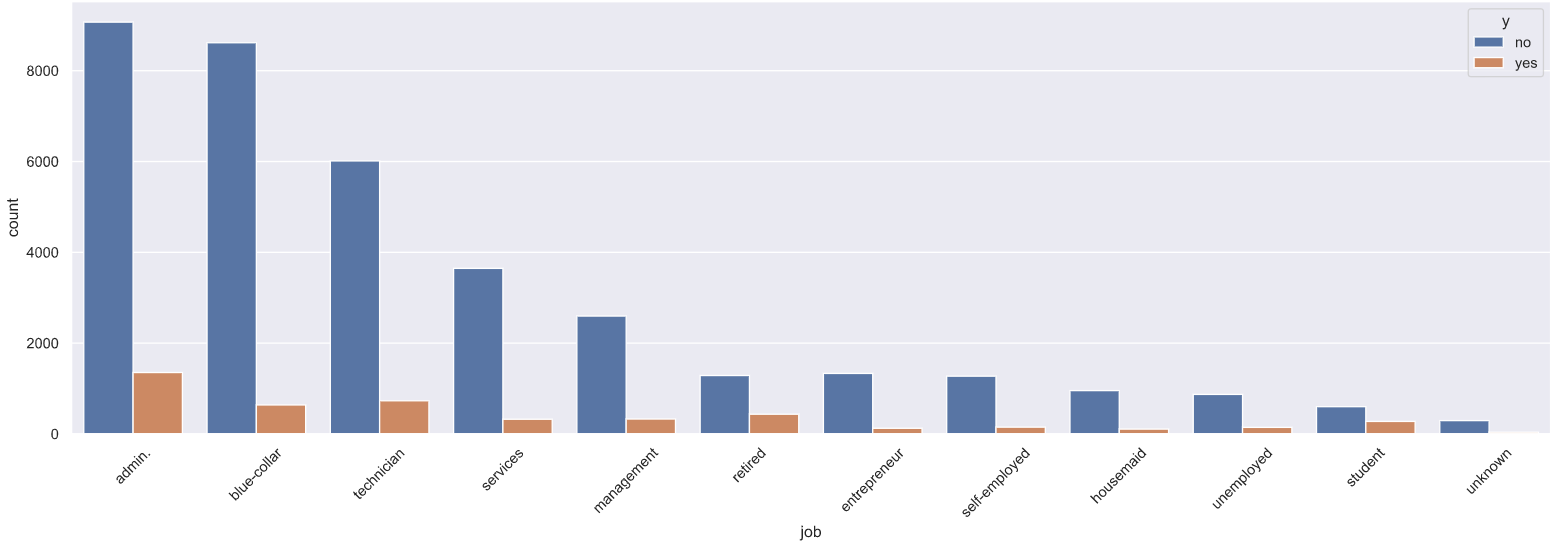 y
no
yes
count
8000
6000
4000
2000
0
admin.
blue-collar
technician
services
management
retired
entrepreneur
self-employed
housemaid
unemployed
student
unknown
job